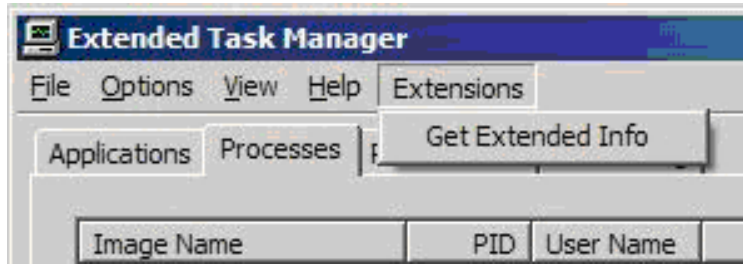 Extended Task Manager
File Options View Help Extensions
Get Extended Info
Applications Processes
Image Name PID User Name